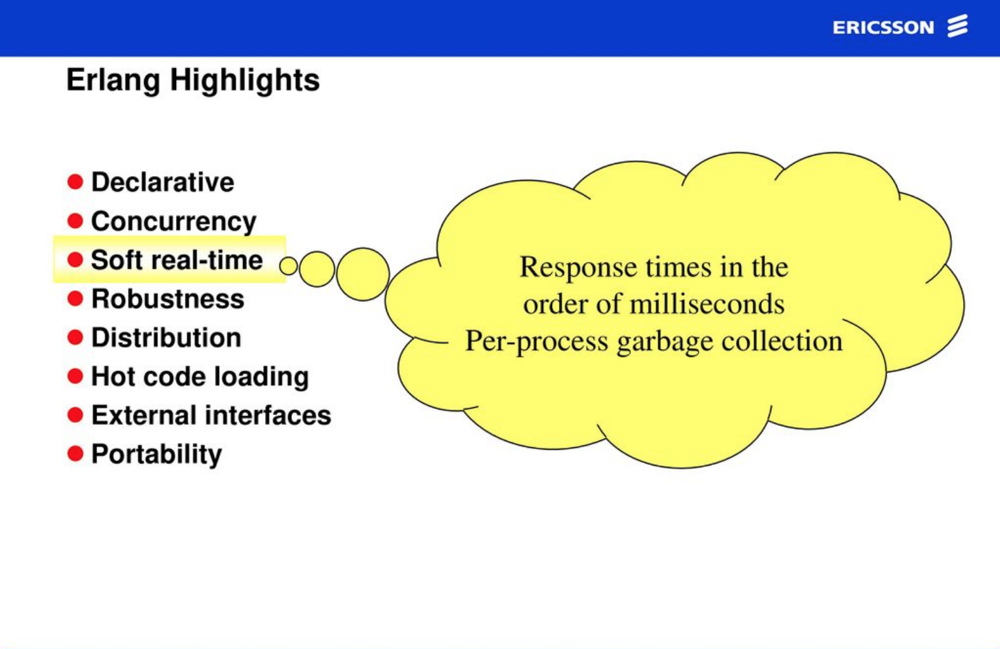 ERICSSON
Erlang Highlights
Declarative
Concurrency
Soft real-time
Robustness
Distribution
Hot code loading
External interfaces
Portability
Response times in the
order of milliseconds
Per-process garbage collection